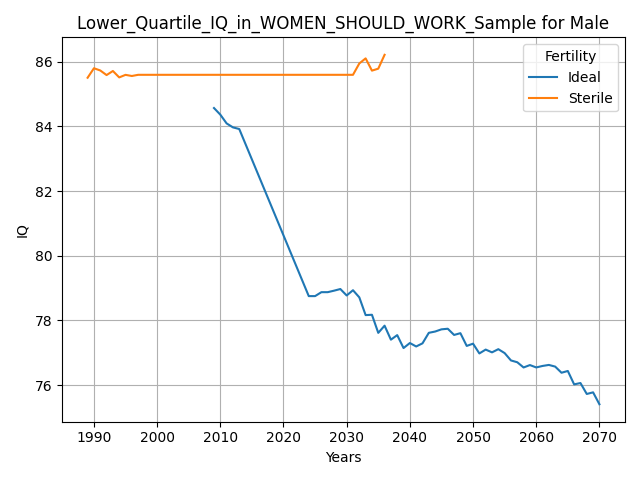 Lower_Quartile_IQ_in_WOMEN_SHOULD_WORK_Sample for Male
Fertility
Ideal
Sterile
IQ
86
84
82
80
78
76
1990 2000 2010 2020 2030 2040 2050 2060 2070
Years